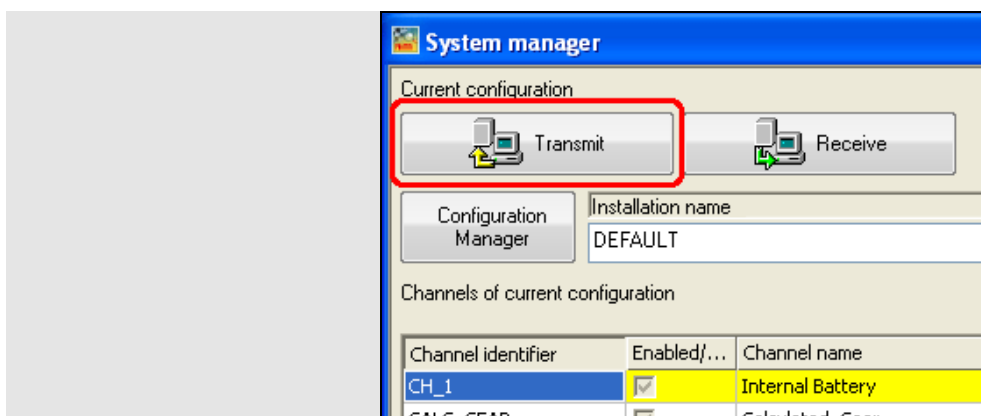 System manager
Current configuration
Transmit Receive
Configuration Manager
Installation name
DEFAULT
Channels of current configuration
Channel identifier Enabled/... Channel name
CH_1 Internal Battery